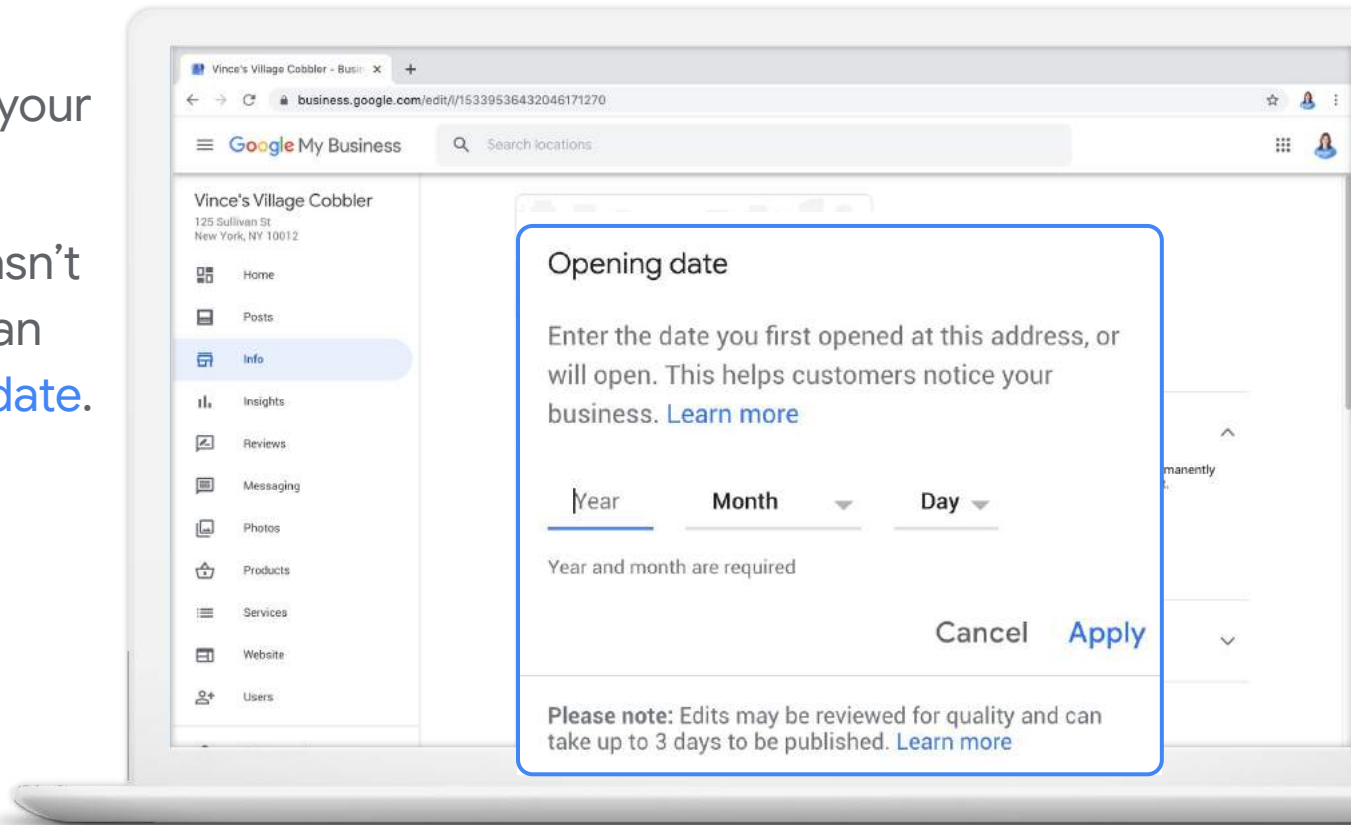 your
asn't
an
date.
Vince's Village Cobbler - Busin X +
business.google.com/edit/l/15339536432046171270
Google My Business
Search locations
Vince's Village Cobbler
125 Sullivan St
New York, NY 10012
Home
Posts
Info
Insights
Reviews
Messaging
Photos
Products
Services
Website
Users
Opening date
Enter the date you first opened at this address, or
will open. This helps customers notice your
business. Learn more
Year Month Day
Year and month are required
Cancel Apply
Please note: Edits may be reviewed for quality and can
take up to 3 days to be published. Learn more
manently